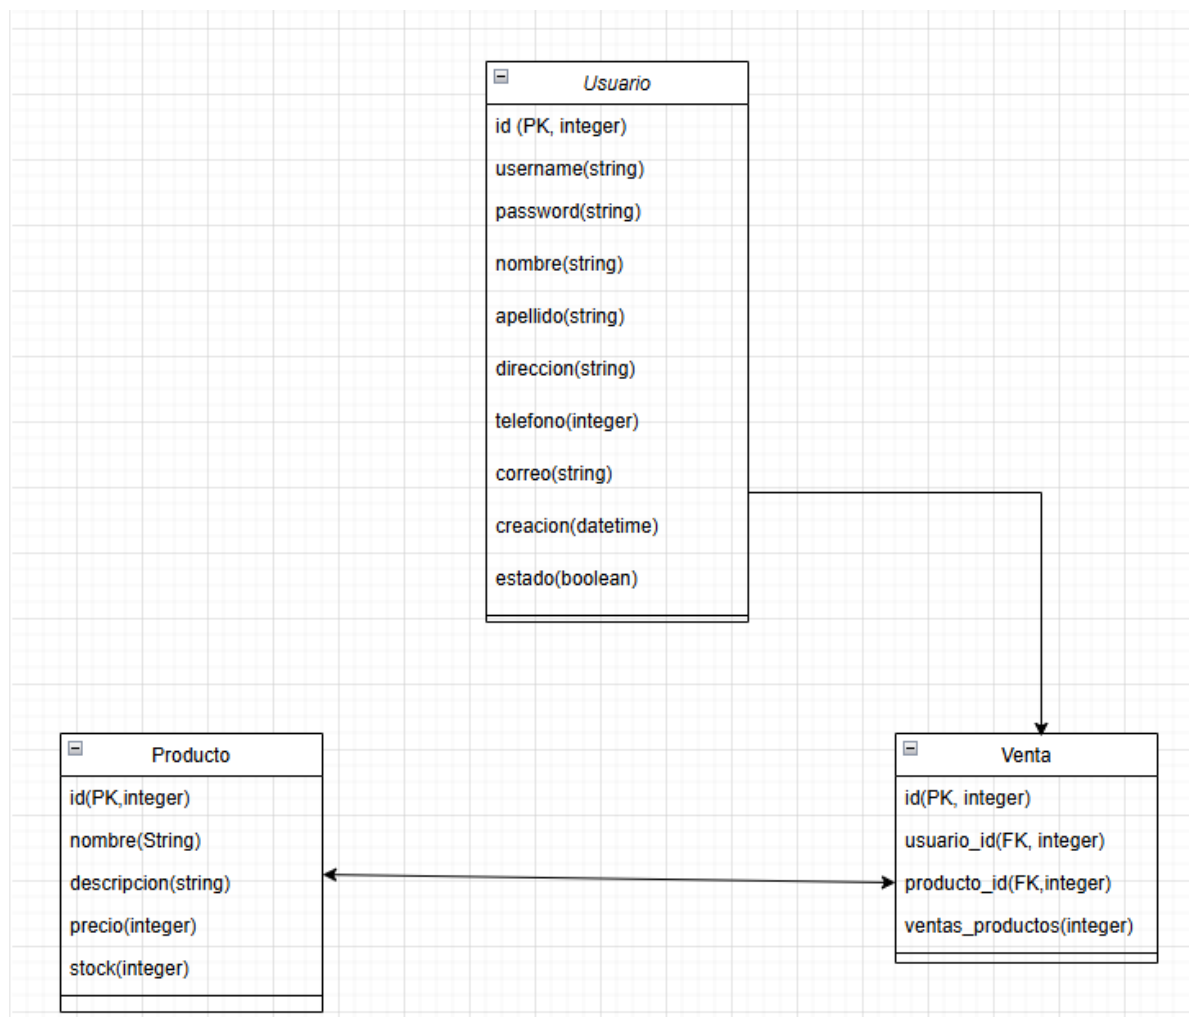 Usuario
id (PK, integer)
username(string)
password(string)
nombre(string)
apellido(string)
direccion(string)
telefono(integer)
correo(string)
creacion(datetime)
estado(boolean)
Producto
id(PK,integer)
nombre(String)
descripcion(string)
precio(integer)
stock(integer)
Venta
id(PK, integer)
usuario_id(FK, integer)
producto_id(FK,integer)
ventas_productos(integer)